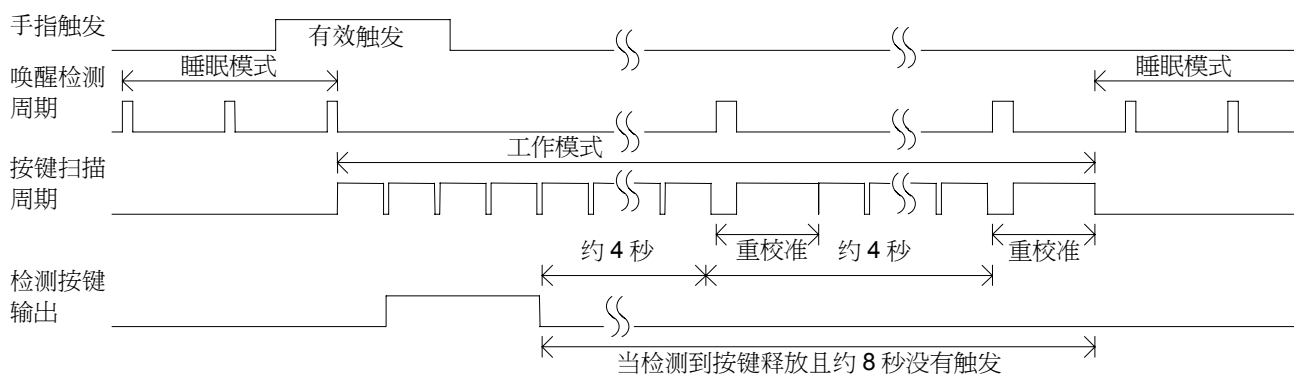 手指触发
有效触发
睡眠模式
睡眠模式
唤醒检测
周期
工作模式
按键扫描
周期
约 4 秒
重校准
约 4 秒
重校准
检测按键
输出
当检测到按键释放且约 8 秒没有触发